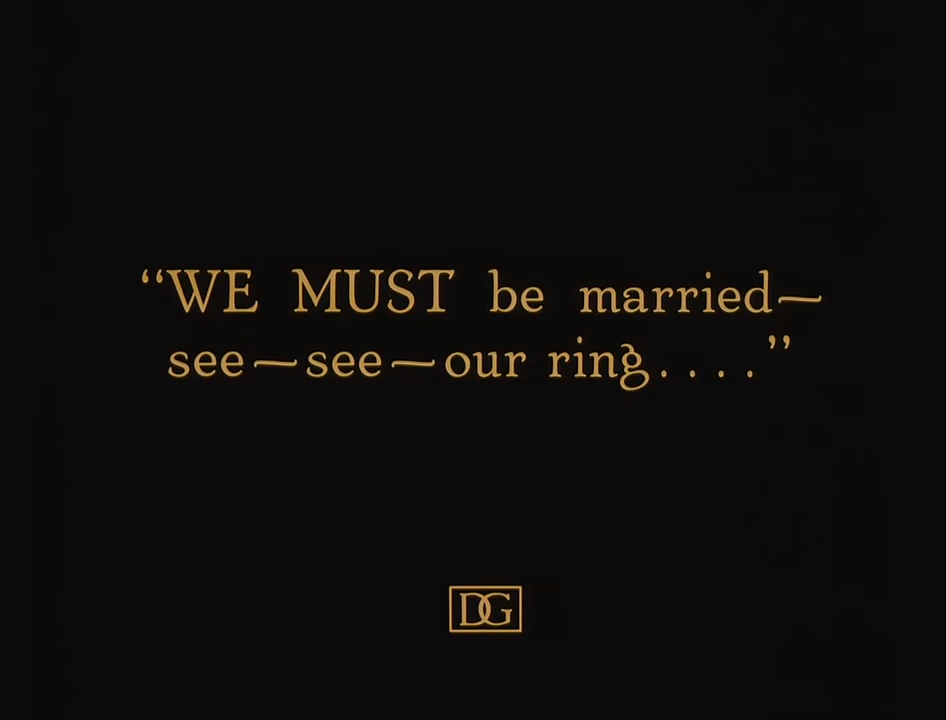 “WE MUST be married—
see—see—our ring. . . .”
DG